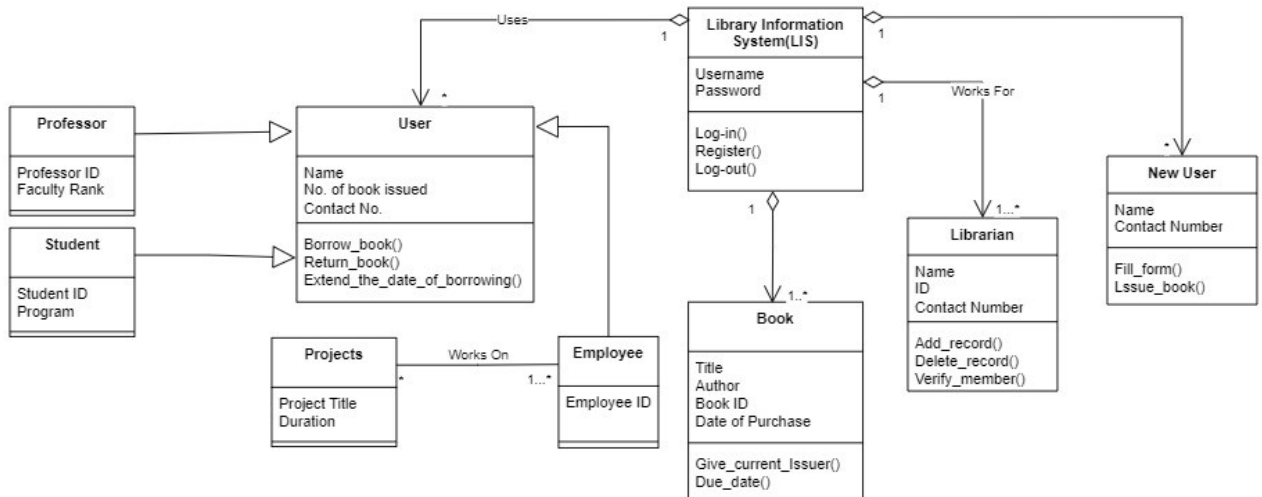 Uses
1
*
Library Information
System(LIS)
Username
Password
Log-in()
Register()
Log-out()
1
1
Works For
1
*
1...*
1..*
Professor
Professor ID
Faculty Rank
User
Name
No. of book issued
Contact No.
Borrow_book()
Return_book()
Extend_the_date_of_borrowing()
Student
Student ID
Program
New User
Name
Contact Number
Fill_form()
Lssue_book()
Librarian
Name
ID
Contact Number
Add_record()
Delete_record()
Verify_member()
Book
Title
Author
Book ID
Date of Purchase
Give_current_Issuer()
Due_date()
Projects
Project Title
Duration
*
Works On
1...*
Employee
Employee ID